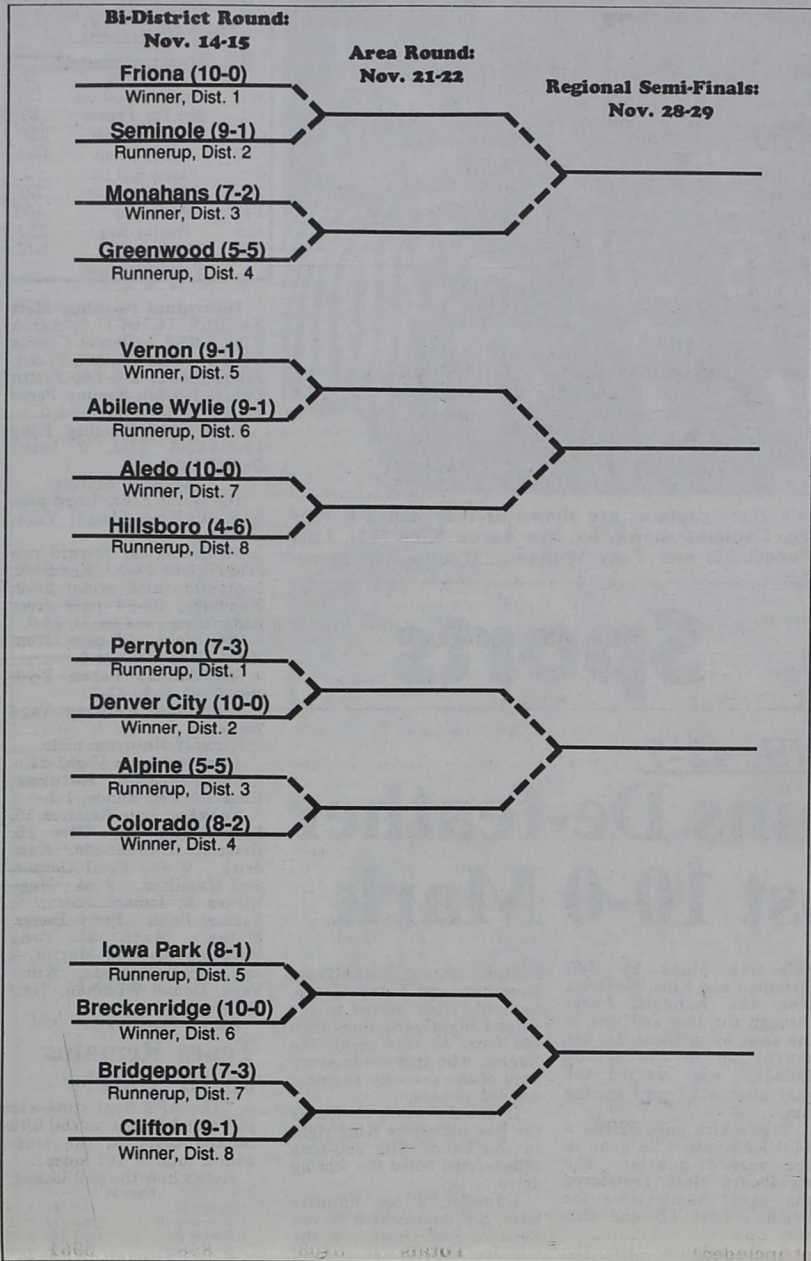 Bi-District Round:
Nov. 14-15
Area Round:
Nov. 21-22
Regional Semi-Finals:
Nov. 28-29
Friona (10-0)
Winner, Dist. 1
Seminole (9-1)
Runnerup, Dist. 2
Monahans (7-2)
Winner, Dist. 3
Greenwood (5-5)
Runnerup, Dist. 4
Vernon (9-1)
Winner, Dist. 5
Abilene Wylie (9-1)
Runnerup, Dist. 6
Aledo (10-0)
Winner, Dist. 7
Hillsboro (4-6)
Runnerup, Dist. 8
Perryton (7-3)
Runnerup, Dist. 1
Denver City (10-0)
Winner, Dist. 2
Alpine (5-5)
Runnerup, Dist. 3
Colorado (8-2)
Winner, Dist. 4
Iowa Park (8-1)
Runnerup, Dist. 5
Breckenridge (10-0)
Winner, Dist. 6
Bridgeport (7-3)
Runnerup, Dist. 7
Clifton (9-1)
Winner, Dist. 8